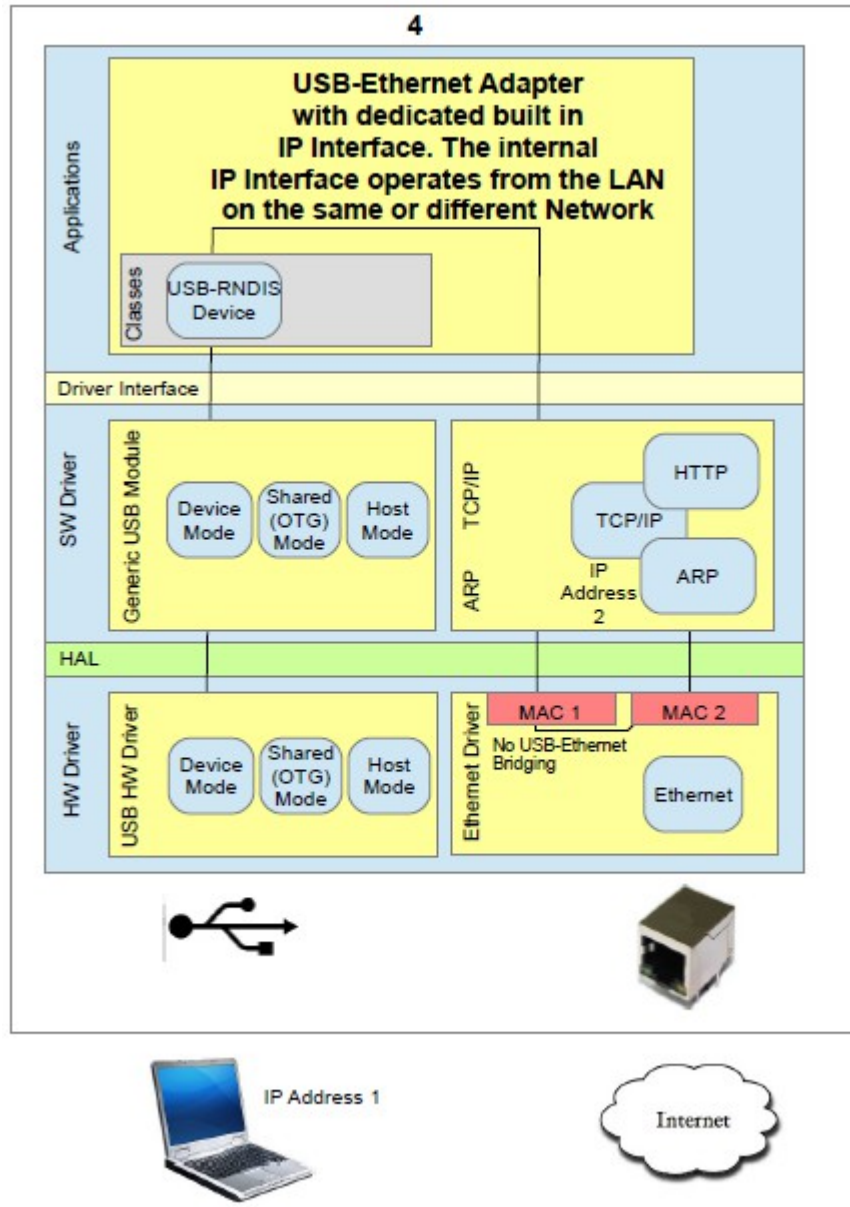 4
USB-Ethernet Adapter
with dedicated built in
IP Interface. The internal
IP Interface operates from the LAN
on the same or different Network
Applications
Classes
USB-RNDIS
Device
Driver Interface
SW Driver
Generic USB Module
Device
Mode
Shared
(OTG)
Mode
Host
Mode
ARP TCP/IP
HTTP
TCP/IP
IP
Address
2
ARP
HAL
HW Driver
USB HW Driver
Device
Mode
Shared
(OTG)
Mode
Host
Mode
Ethernet Driver
MAC 1
MAC 2
No USB-Ethernet
Bridging
Ethernet
IP Address 1
Internet